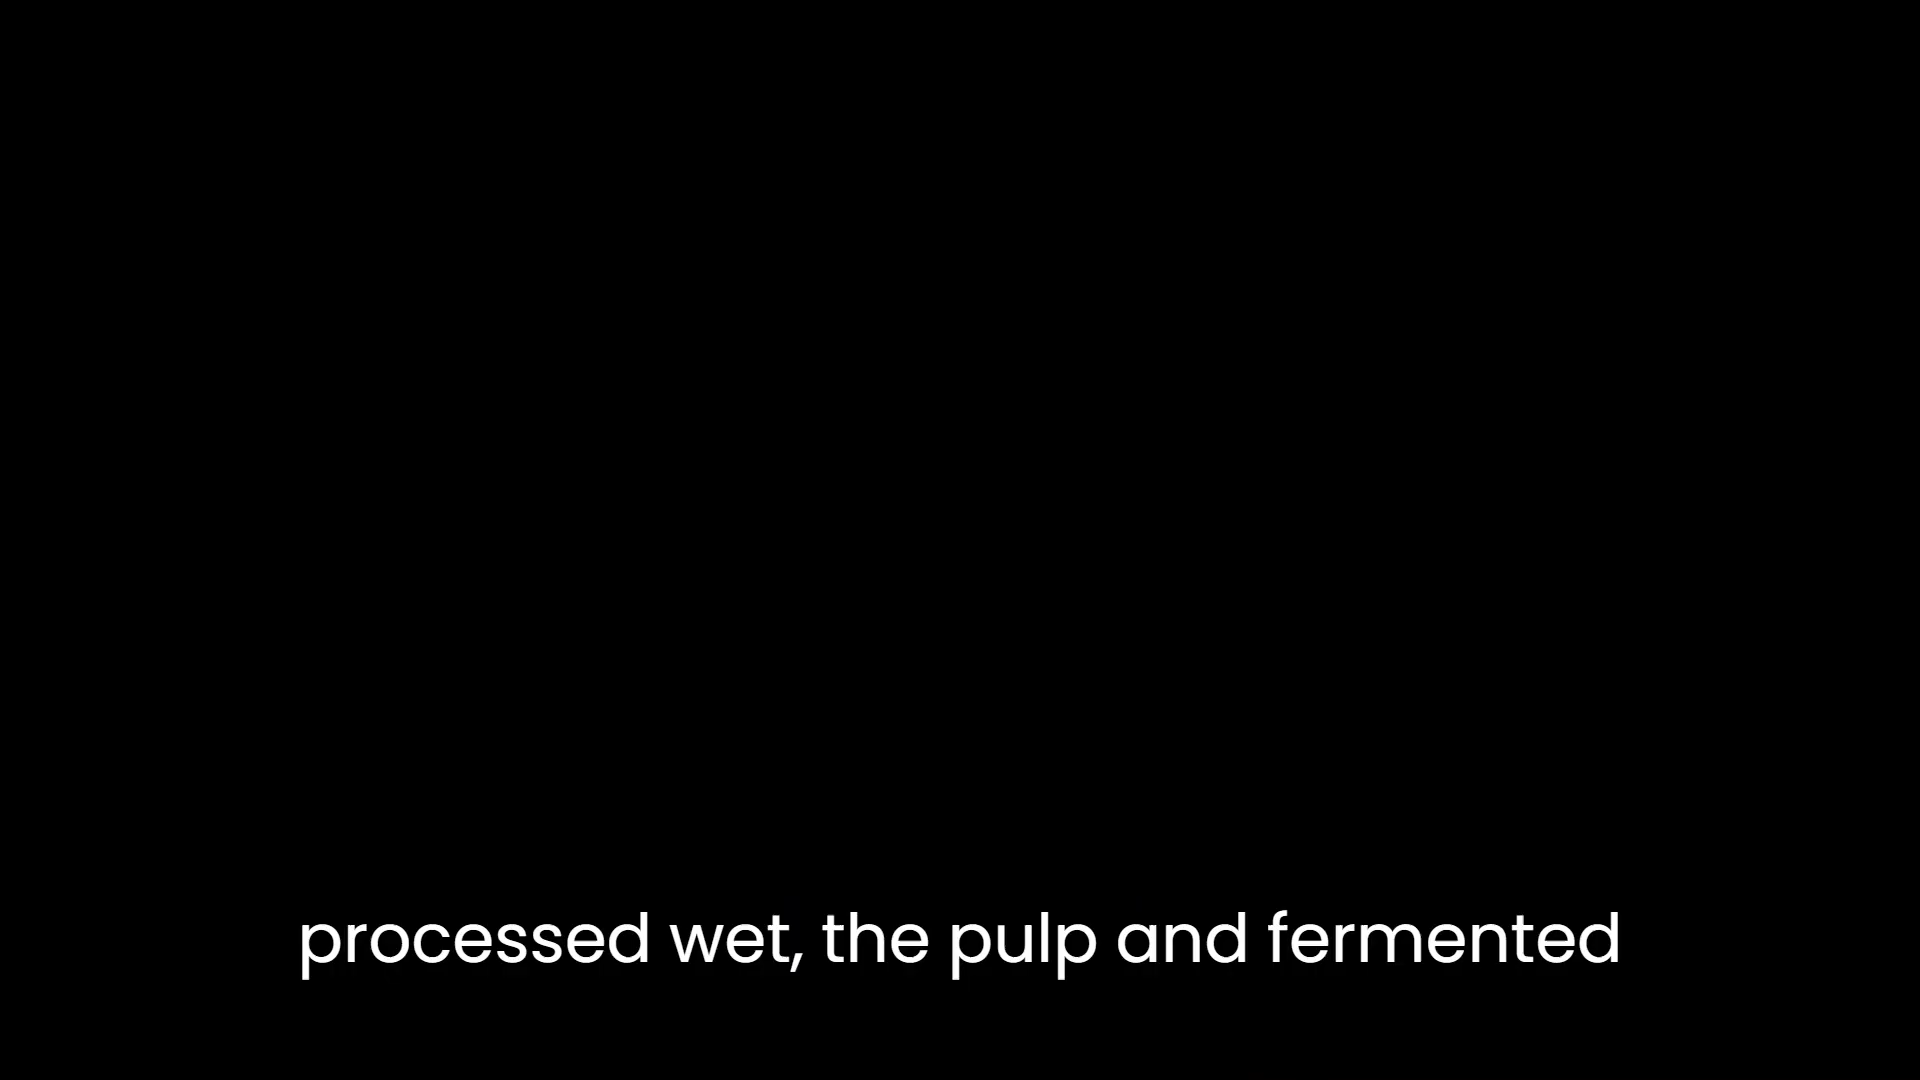 processed wet, the pulp and fermented